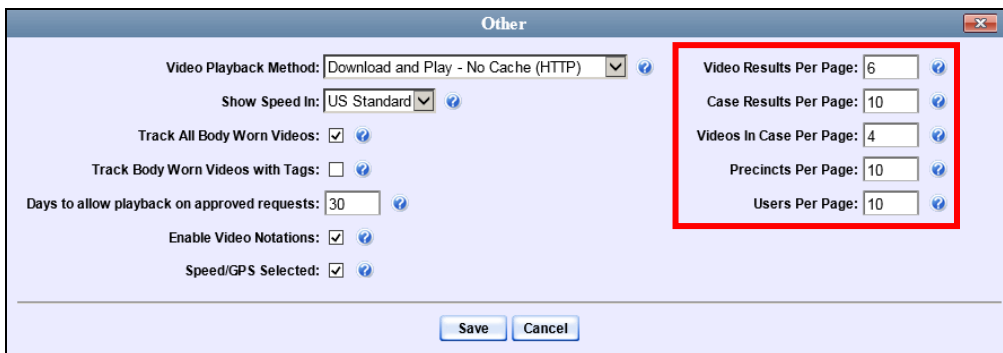 Other
Video Playback Method: Download and Play - No Cache (HTTP)
Show Speed In: US Standard
Track All Body Worn Videos:
Track Body Worn Videos with Tags:
Days to allow playback on approved requests: 30
Enable Video Notations:
Speed/GPS Selected:
Video Results Per Page: 6
Case Results Per Page: 10
Videos In Case Per Page: 4
Precincts Per Page: 10
Users Per Page: 10
Save Cancel